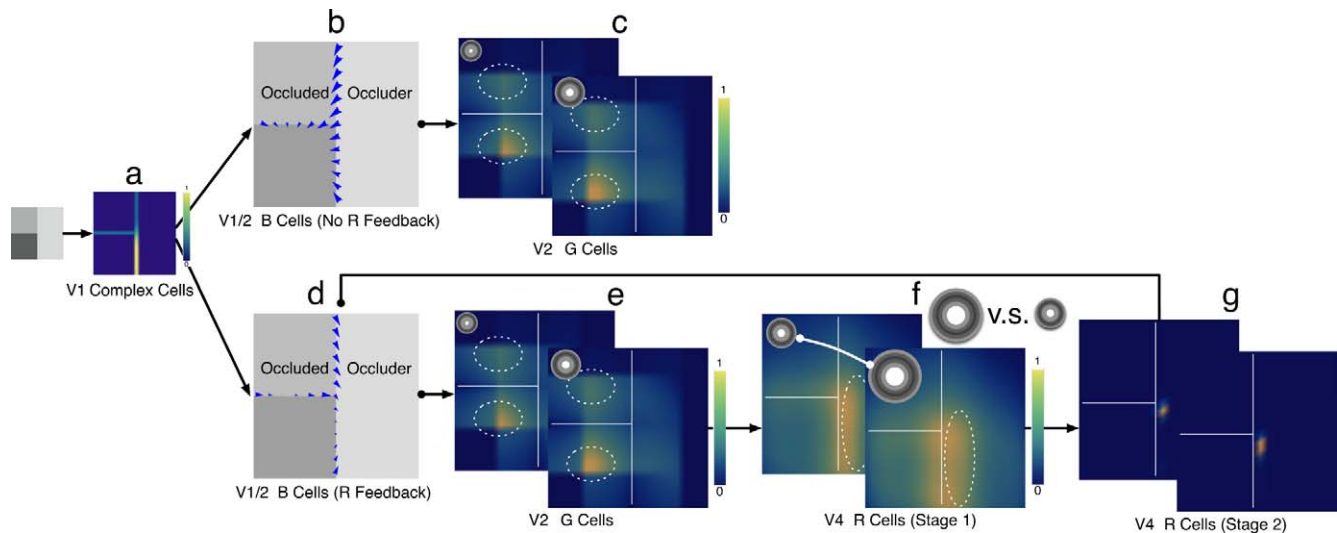 b
c
Occluded
Occluder
1
0
V1/2 B Cells (No R Feedback)
V2 G Cells
a
1
0
V1 Complex Cells
d
e
f
v.s.
g
Occluded
Occluder
1
0
1
0
V1/2 B Cells (R Feedback)
V2 G Cells
V4 R Cells (Stage 1)
V4 R Cells (Stage 2)